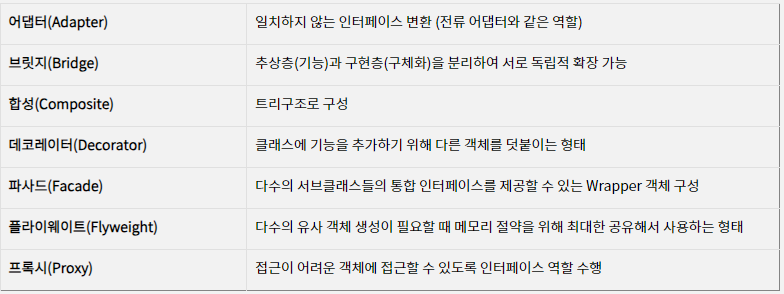 어댑터(Adapter) 일치하지 않는 인터페이스 변환 (전류 어댑터와 같은 역할)
브릿지(Bridge) 추상층(기능)과 구현층(구체화)을 분리하여 서로 독립적 확장 가능
합성(Composite) 트리구조로 구성
데코레이터(Decorator) 클래스에 기능을 추가하기 위해 다른 객체를 덧붙이는 형태
파사드(Facade) 다수의 서브클래스들의 통합 인터페이스를 제공할 수 있는 Wrapper 객체 구성
플라이웨이트(Flyweight) 다수의 유사 객체 생성이 필요할 때 메모리 절약을 위해 최대한 공유해서 사용하는 형태
프록시(Proxy) 접근이 어려운 객체에 접근할 수 있도록 인터페이스 역할 수행